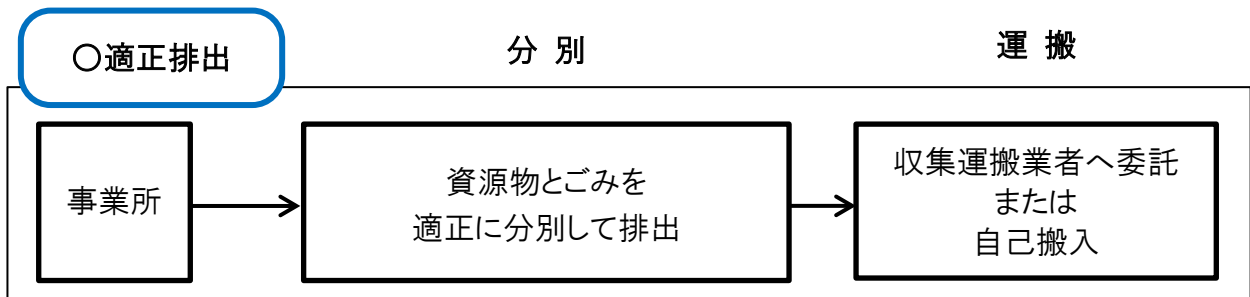 〇適正排出
分 別
運 搬
事業所
資源物とごみを
適正に分別して排出
収集運搬業者へ委託
または
自己搬入